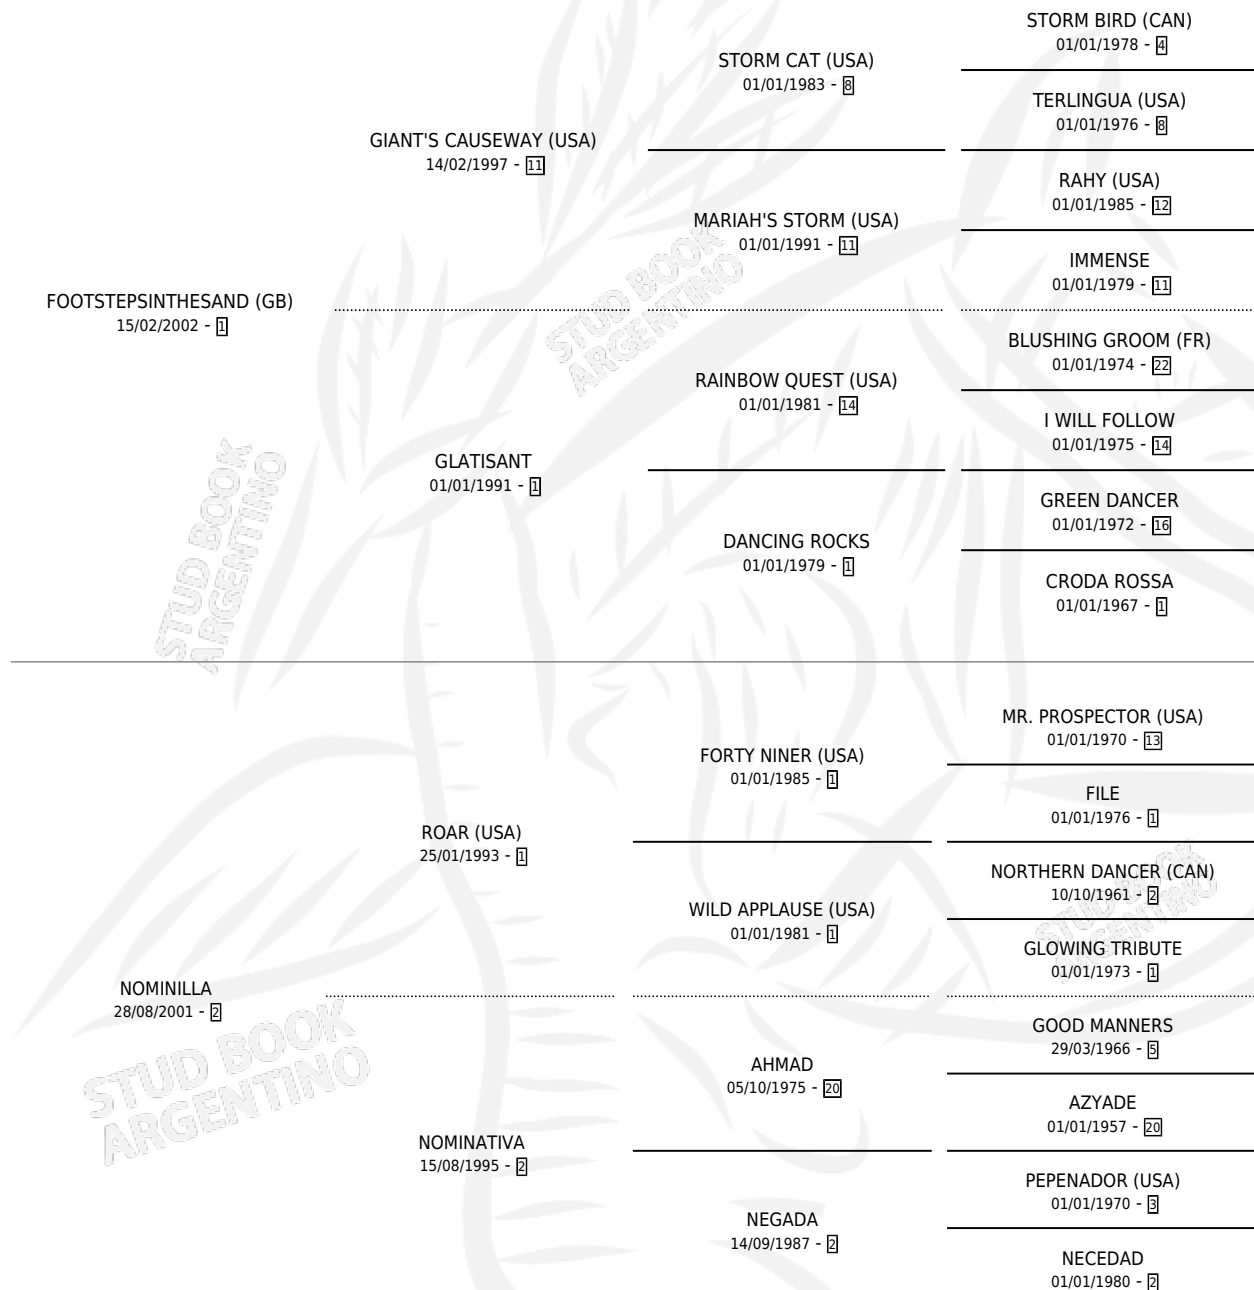 STORM BIRD (CAN)
01/01/1978 - 4
STORM CAT (USA)
01/01/1983 - 8
TERLINGUA (USA)
01/01/1976 - 8
GIANT'S CAUSEWAY (USA)
14/02/1997 - 11
RAHY (USA)
01/01/1985 - 12
MARIAH'S STORM (USA)
01/01/1991 - 11
IMMENSE
01/01/1979 - 11
FOOTSTEPSINTHESAND (GB)
15/02/2002 - 1
BLUSHING GROOM (FR)
01/01/1974 - 22
RAINBOW QUEST (USA)
01/01/1981 - 14
I WILL FOLLOW
01/01/1975 - 14
GLATISANT
01/01/1991 - 1
GREEN DANCER
01/01/1972 - 16
DANCING ROCKS
01/01/1979 - 1
CRODA ROSSA
01/01/1967 - 1
MR. PROSPECTOR (USA)
01/01/1970 - 13
FORTY NINER (USA)
01/01/1985 - 1
FILE
01/01/1976 - 1
ROAR (USA)
25/01/1993 - 1
NORTHERN DANCER (CAN)
10/10/1961 - 2
WILD APPLAUSE (USA)
01/01/1981 - 1
GLOWING TRIBUTE
01/01/1973 - 1
NOMINILLA
28/08/2001 - 2
GOOD MANNERS
29/03/1966 - 5
AHMAD
05/10/1975 - 20
AZYADE
01/01/1957 - 20
NOMINATIVA
15/08/1995 - 2
PEPENADOR (USA)
01/01/1970 - 3
NEGADA
14/09/1987 - 2
NECEDAD
01/01/1980 - 2
STUD BOOK
ARGENTINO
STUD BOOK
ARGENTINO
STUD BOOK
ARGENTINO
STUD BOOK
ARGENTINO